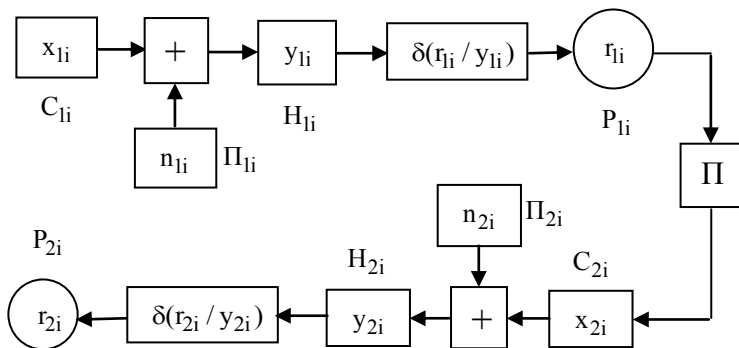 x₁ᵢ + y₁ᵢ δ(r₁ᵢ / y₁ᵢ) r₁ᵢ
C₁ᵢ H₁ᵢ P₁ᵢ
n₁ᵢ Π₁ᵢ Π
n₂ᵢ Π₂ᵢ
P₂ᵢ H₂ᵢ C₂ᵢ
r₂ᵢ δ(r₂ᵢ / y₂ᵢ) y₂ᵢ + x₂ᵢ